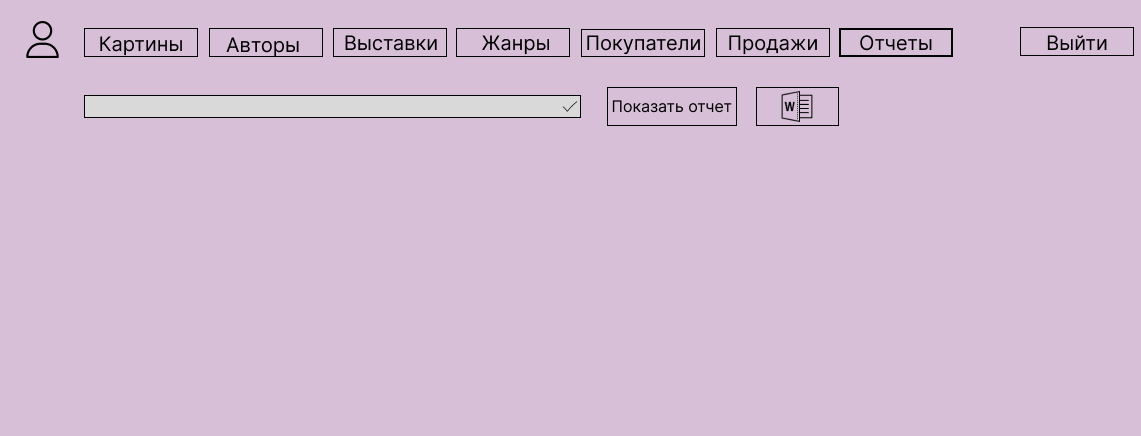 Картины Авторы Выставки Жанры Покупатели Продажи Отчеты Выйти
Показать отчет W